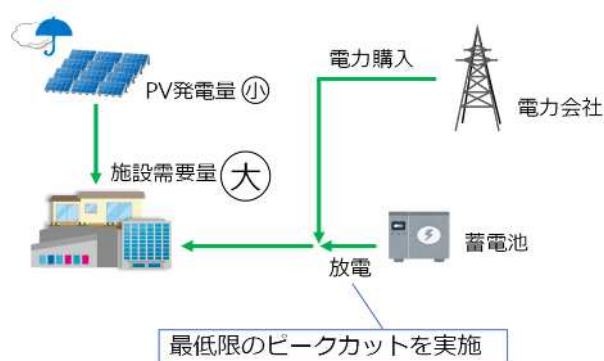 PV発電量 小
電力購入
電力会社
施設需要量 大
蓄電池
放電
最低限のピークカットを実施